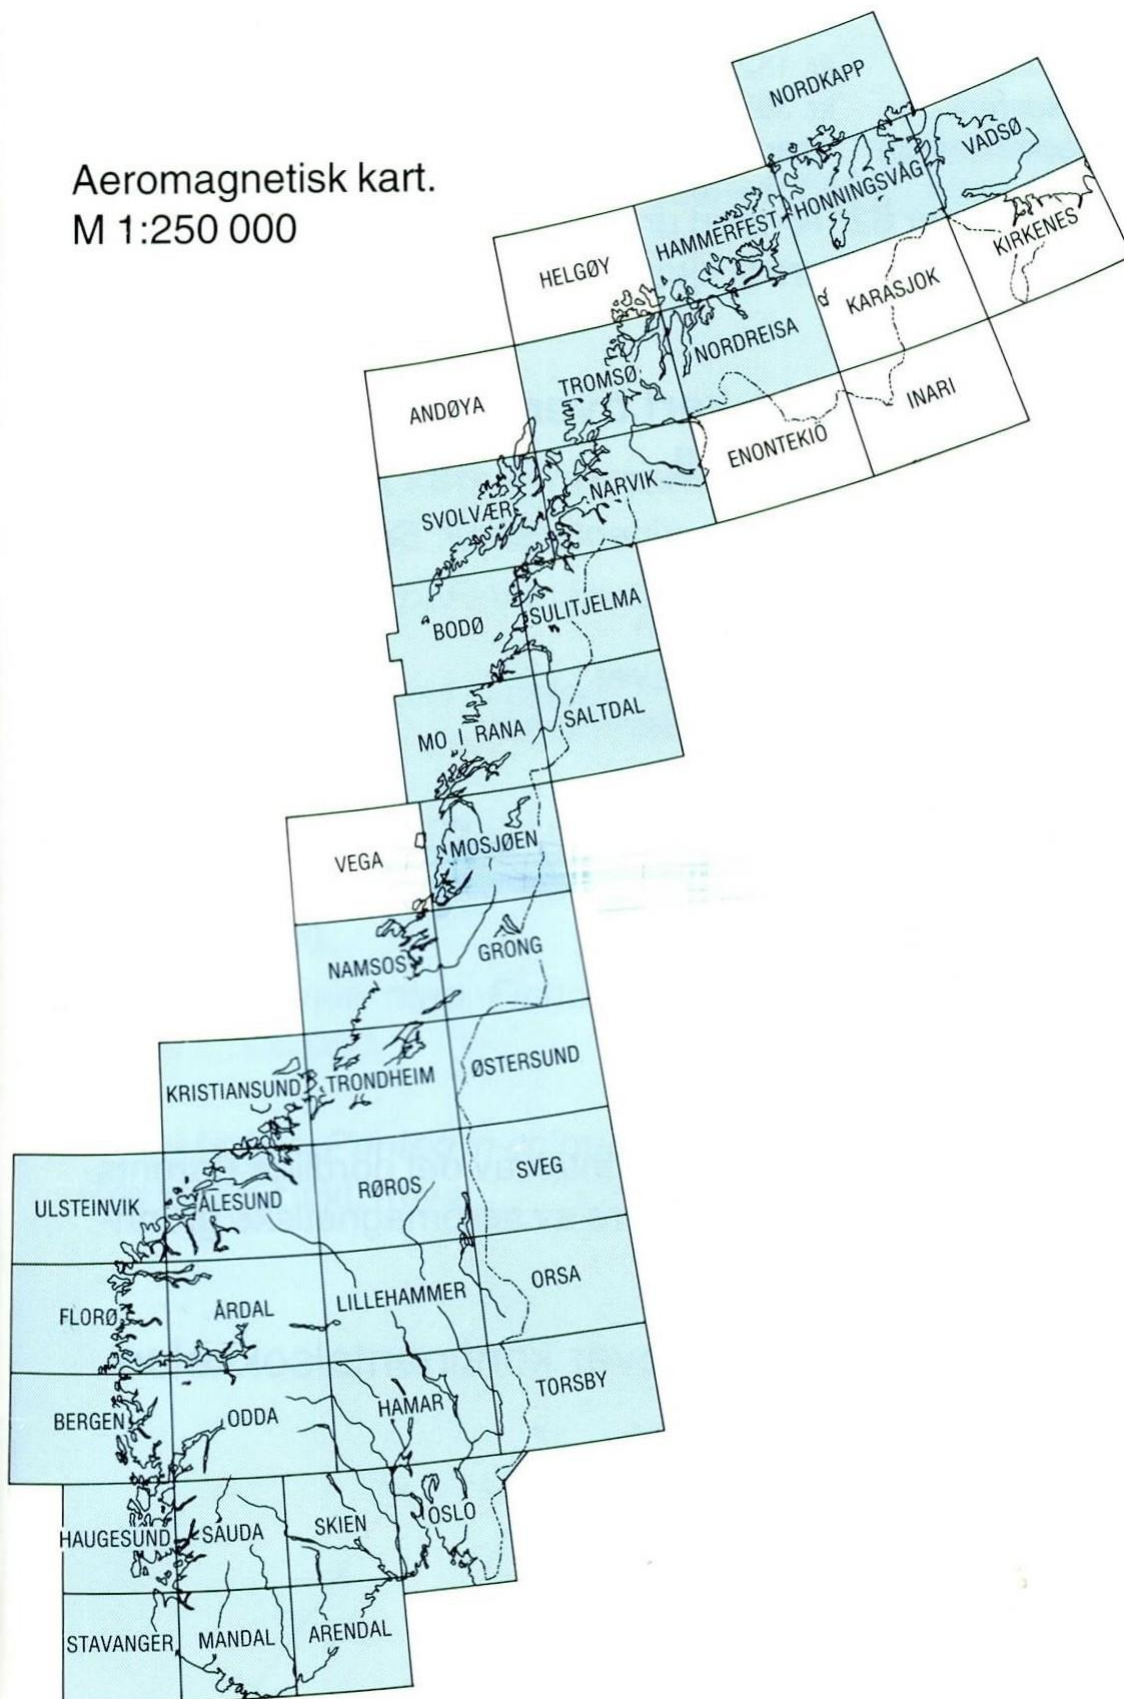 Aeromagnetisk kart.
M 1:250 000
NORDKAPP
VADSØ
HONNINGSVÅG
HAMMERFEST
KIRKENES
HELGØY
KARASJOK
NORDREISA
TROMSØ
INARI
ANDØYA
ENONTEKIÖ
NARVIK
SVOLVÆR
SULITJELMA
BODØ
SALTDAL
MO I RANA
MOSJØEN
VEGA
GRONG
NAMSOS
ØSTERSUND
TRONDHEIM
KRISTIANSUND
SVEG
RØROS
ÅLESUND
ULSTEINVIK
ORSA
LILLEHAMMER
ÅRDAL
FLORØ
TORSBY
HAMAR
ODDA
BERGEN
OSLO
SKIEN
SAUDA
HAUGESUND
ARENDAL
MANDAL
STAVANGER